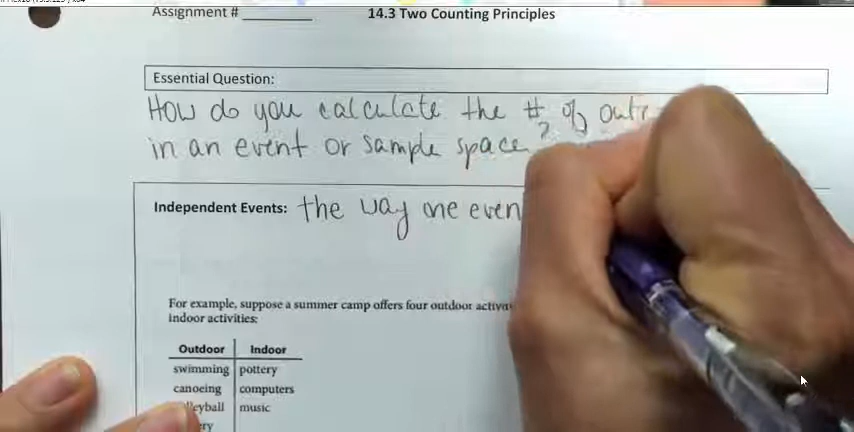 Assignment # 14.3 Two Counting Principles
Essential Question:
How do you calculate the # of
in an event or sample space?
Independent Events: the way one even
For example, suppose a summer camp offers four outdoor
indoor activities:
Outdoor Indoor
swimming pottery
canoeing computers
music